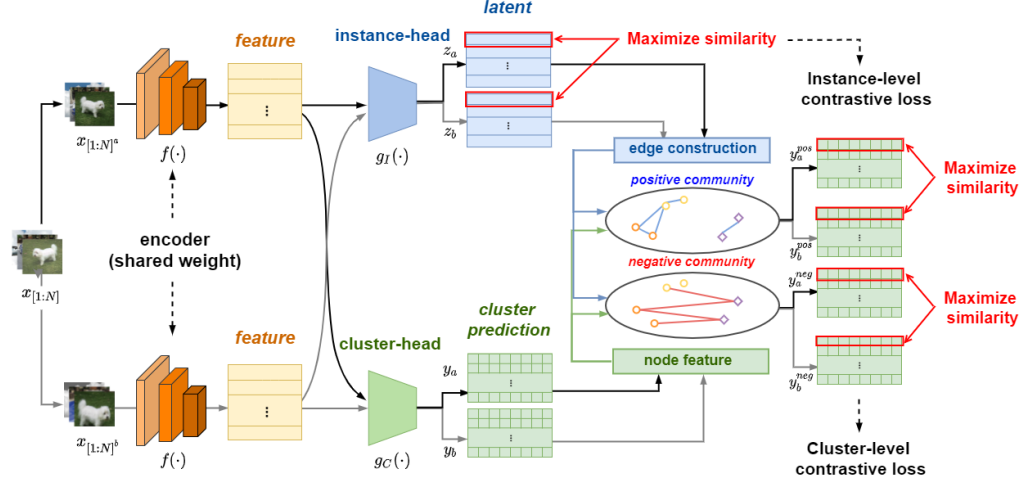 latent
feature
instance-head
z_a
Maximize similarity
Instance-level
contrastive loss
⋮
⋮
⋮
x_{[1:N]^a}
f(·)
g_I(·)
z_b
edge construction
y_a^{pos}
⋮
positive community
Maximize
similarity
encoder
(shared weight)
x_{[1:N]}
y_b^{pos}
⋮
negative community
y_a^{neg}
⋮
Maximize
similarity
feature
cluster
prediction
cluster-head
node feature
y_b^{neg}
⋮
⋮
y_a
⋮
y_b
⋮
x_{[1:N]^b}
f(·)
g_C(·)
Cluster-level
contrastive loss